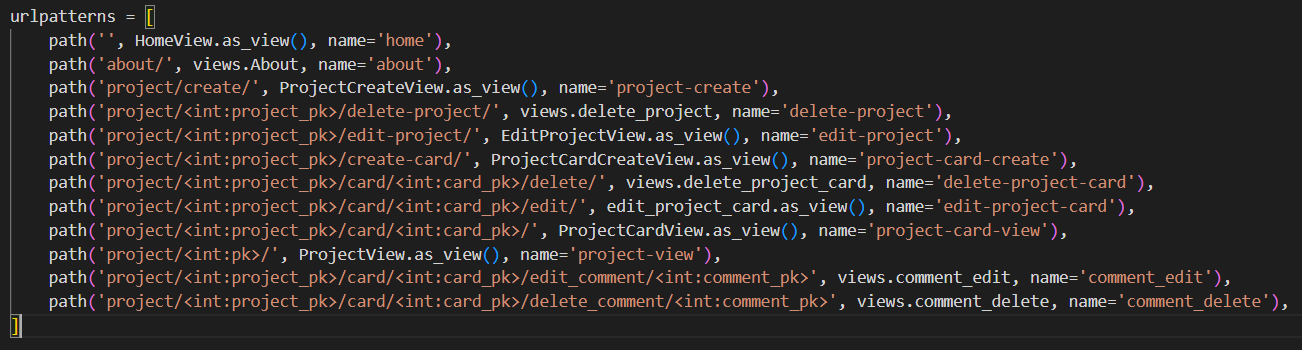 urlpatterns = [
    path('', HomeView.as_view(), name='home'),
    path('about/', views.About, name='about'),
    path('project/create/', ProjectCreateView.as_view(), name='project-create'),
    path('project/<int:project_pk>/delete-project/', views.delete_project, name='delete-project'),
    path('project/<int:project_pk>/edit-project/', EditProjectView.as_view(), name='edit-project'),
    path('project/<int:project_pk>/create-card/', ProjectCardCreateView.as_view(), name='project-card-create'),
    path('project/<int:project_pk>/card/<int:card_pk>/delete/', views.delete_project_card, name='delete-project-card'),
    path('project/<int:project_pk>/card/<int:card_pk>/edit/', edit_project_card.as_view(), name='edit-project-card'),
    path('project/<int:project_pk>/card/<int:card_pk>/', ProjectCardView.as_view(), name='project-card-view'),
    path('project/<int:pk>/', ProjectView.as_view(), name='project-view'),
    path('project/<int:project_pk>/card/<int:card_pk>/edit_comment/<int:comment_pk>', views.comment_edit, name='comment_edit'),
    path('project/<int:project_pk>/card/<int:card_pk>/delete_comment/<int:comment_pk>', views.comment_delete, name='comment_delete'),
]